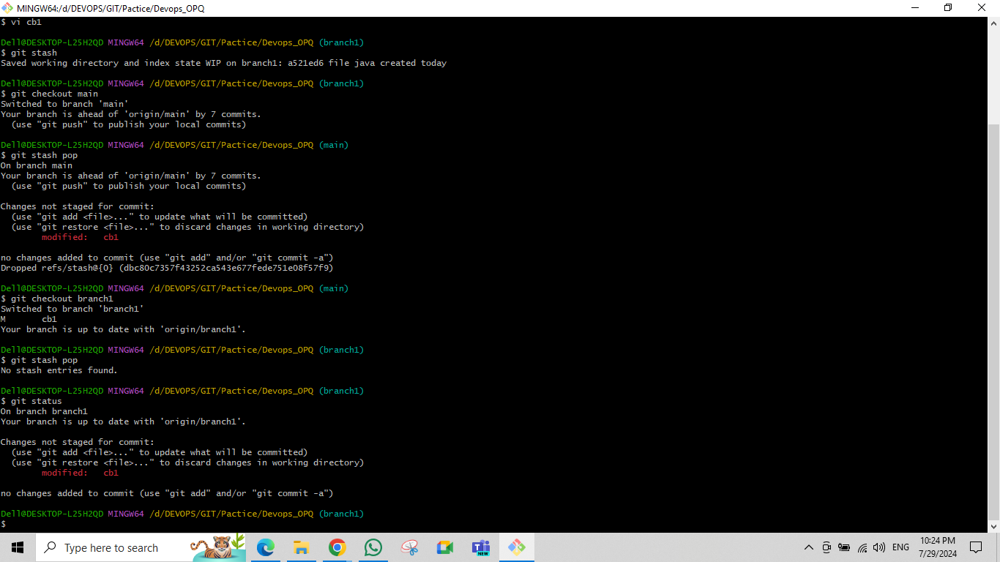 MINGW64:/d/DEVOPS/GIT/Pactice/Devops_OPQ
$ vi cb1
Dell@DESKTOP-L25H2QD MINGW64 /d/DEVOPS/GIT/Pactice/Devops_OPQ (branch1)
$ git stash
Saved working directory and index state WIP on branch1: a521ed6 file java created today
Dell@DESKTOP-L25H2QD MINGW64 /d/DEVOPS/GIT/Pactice/Devops_OPQ (branch1)
$ git checkout main
Switched to branch 'main'
Your branch is ahead of 'origin/main' by 7 commits.
  (use "git push" to publish your local commits)
Dell@DESKTOP-L25H2QD MINGW64 /d/DEVOPS/GIT/Pactice/Devops_OPQ (main)
$ git stash pop
On branch main
Your branch is ahead of 'origin/main' by 7 commits.
  (use "git push" to publish your local commits)
Changes not staged for commit:
  (use "git add <file>..." to update what will be committed)
  (use "git restore <file>..." to discard changes in working directory)
        modified:   cb1
no changes added to commit (use "git add" and/or "git commit -a")
Dropped refs/stash@{0} (dbc80c7357f43252ca543e677fede751e08f57f9)
Dell@DESKTOP-L25H2QD MINGW64 /d/DEVOPS/GIT/Pactice/Devops_OPQ (main)
$ git checkout branch1
Switched to branch 'branch1'
M       cb1
Your branch is up to date with 'origin/branch1'.
Dell@DESKTOP-L25H2QD MINGW64 /d/DEVOPS/GIT/Pactice/Devops_OPQ (branch1)
$ git stash pop
No stash entries found.
Dell@DESKTOP-L25H2QD MINGW64 /d/DEVOPS/GIT/Pactice/Devops_OPQ (branch1)
$ git status
On branch branch1
Your branch is up to date with 'origin/branch1'.
Changes not staged for commit:
  (use "git add <file>..." to update what will be committed)
  (use "git restore <file>..." to discard changes in working directory)
        modified:   cb1
no changes added to commit (use "git add" and/or "git commit -a")
Dell@DESKTOP-L25H2QD MINGW64 /d/DEVOPS/GIT/Pactice/Devops_OPQ (branch1)
$
Type here to search
NEW
ENG
10:24 PM
7/29/2024